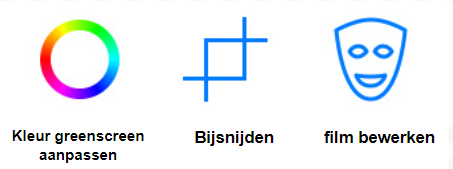 Kleur greenscreen
aanpassen
Bijsnijden
film bewerken